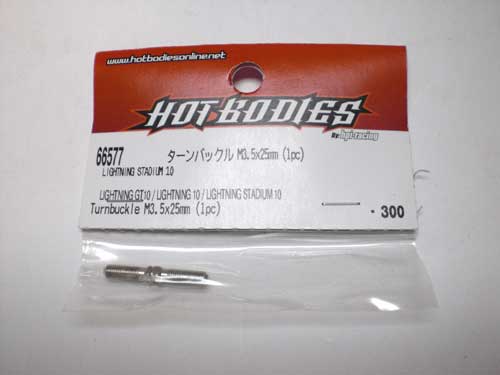 www.hotbodiesonline.net
HOT BODIES
By: hpi-racing
66577 ターンバックル M3.5x25mm (1pc)
LIGHTNING STADIUM 10
LIGHTNING GT10 / LIGHTNING 10 / LIGHTNING STADIUM 10
Turnbuckle M3.5x25mm (1pc)
300